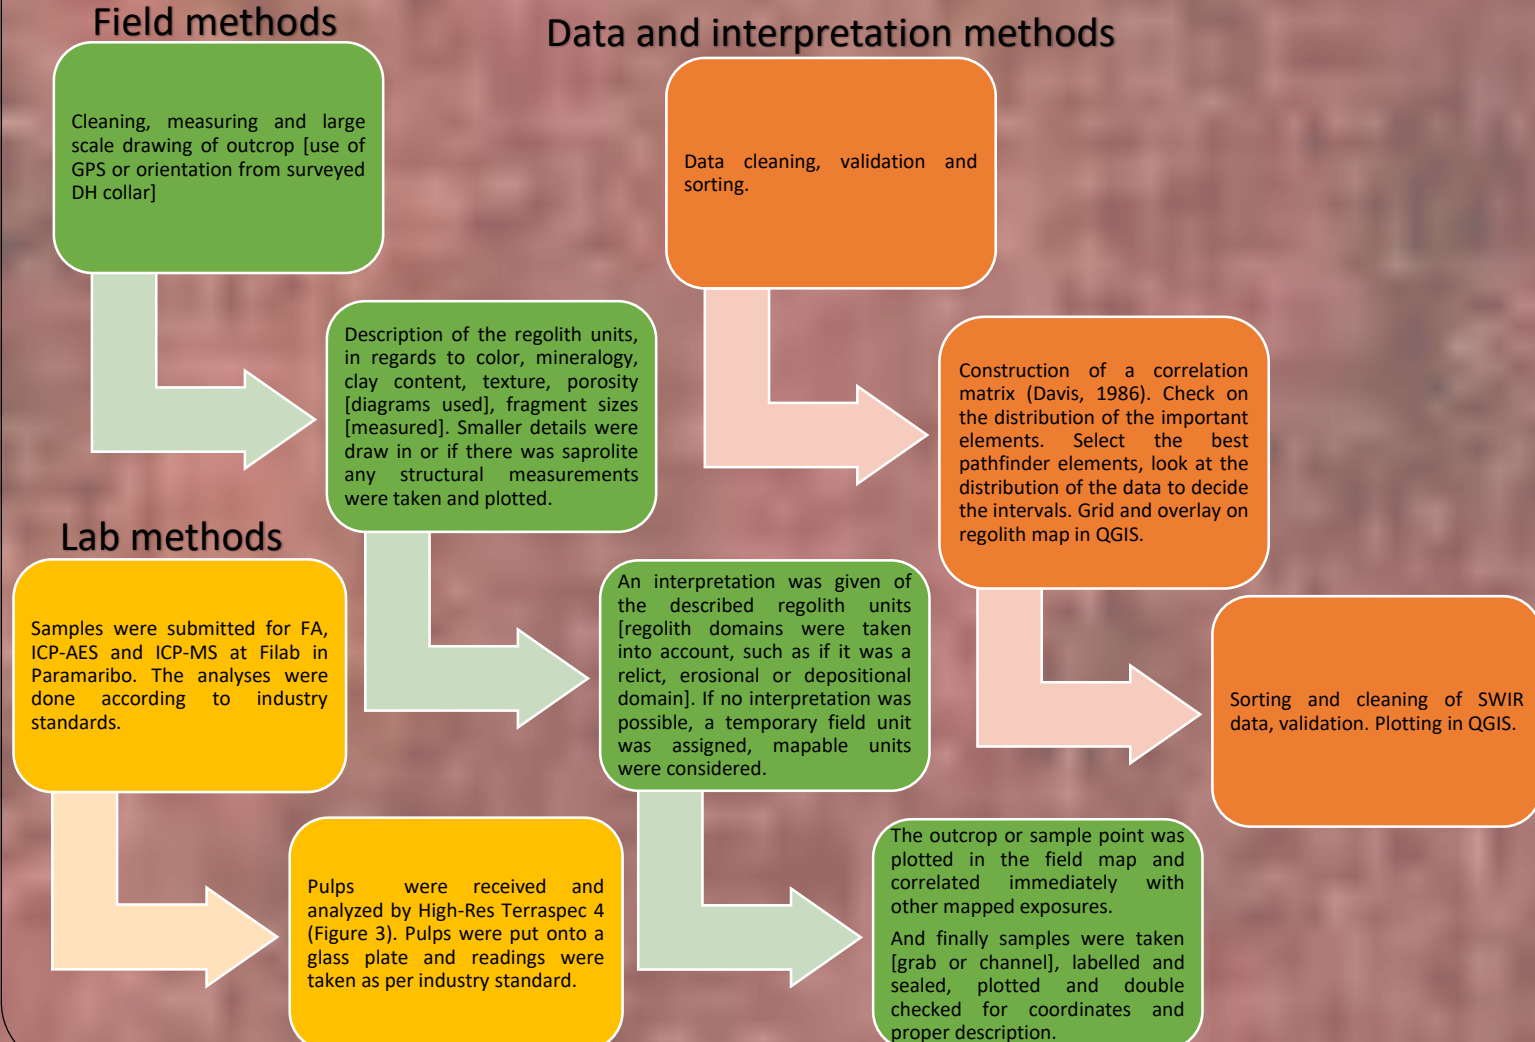 Field methods
Cleaning, measuring and large
scale drawing of outcrop [use of
GPS or orientation from surveyed
DH collar]
Description of the regolith units,
in regards to color, mineralogy,
clay content, texture, porosity
[diagrams used], fragment sizes
[measured]. Smaller details were
draw in or if there was saprolite
any structural measurements
were taken and plotted.
An interpretation was given of
the described regolith units
[regolith domains were taken
into account, such as if it was a
relict, erosional or depositional
domain]. If no interpretation was
possible, a temporary field unit
was assigned, mapable units
were considered.
The outcrop or sample point was
plotted in the field map and
correlated immediately with
other mapped exposures.
And finally samples were taken
[grab or channel], labelled and
sealed, plotted and double
checked for coordinates and
proper description.
Lab methods
Samples were submitted for FA,
ICP-AES and ICP-MS at Filab in
Paramaribo. The analyses were
done according to industry
standards.
Pulps were received and
analyzed by High-Res Terraspec 4
(Figure 3). Pulps were put onto a
glass plate and readings were
taken as per industry standard.
Data and interpretation methods
Data cleaning, validation and
sorting.
Construction of a correlation
matrix (Davis, 1986). Check on
the distribution of the important
elements. Select the best
pathfinder elements, look at the
distribution of the data to decide
the intervals. Grid and overlay on
regolith map in QGIS.
Sorting and cleaning of SWIR
data, validation. Plotting in QGIS.